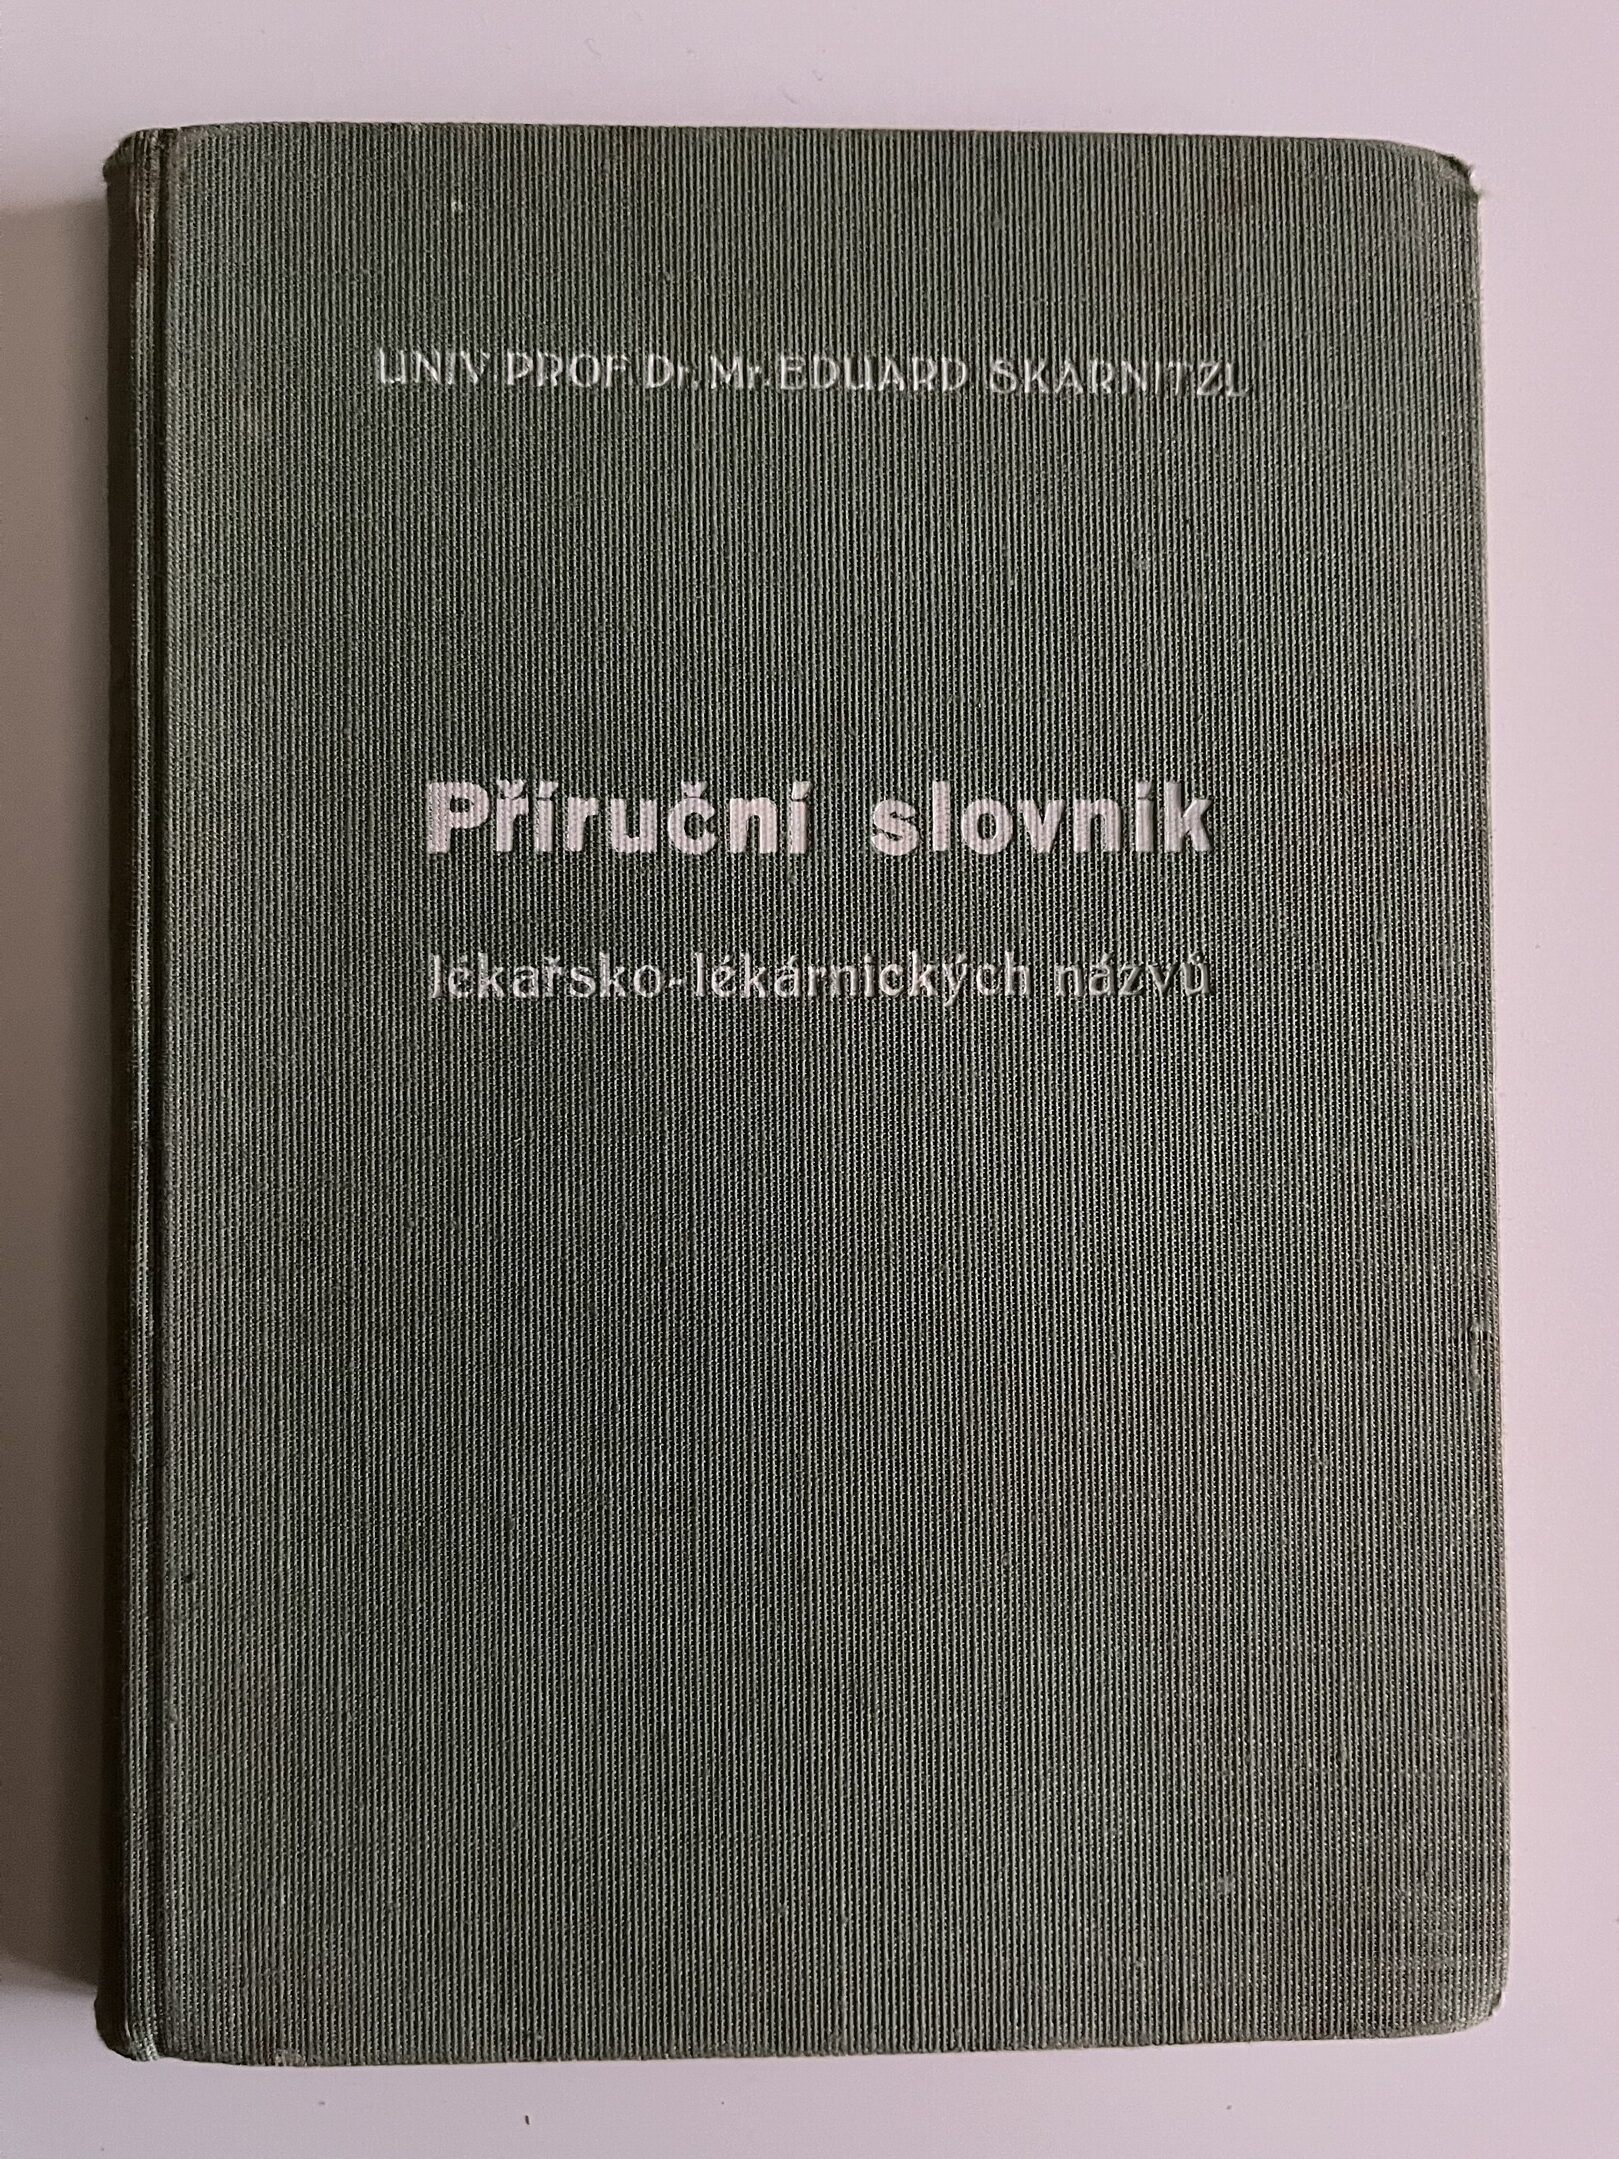 UNIV. PROF. Dr. Mr. EDUARD SKARNITZL
Příruční slovník
lékařsko-lékárnických názvů